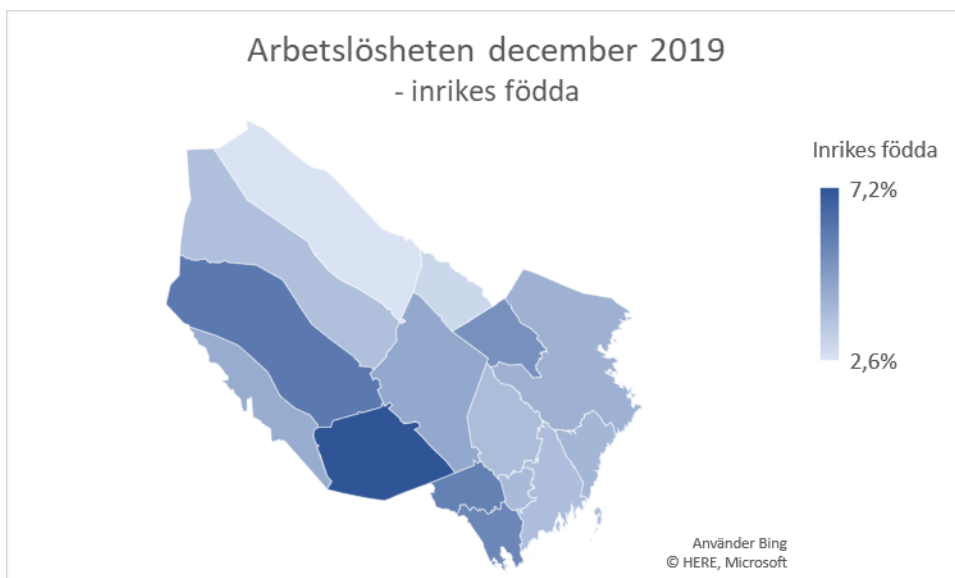 Arbetslösheten december 2019
- inrikes födda
Inrikes födda
7,2%
2,6%
Använder Bing
© HERE, Microsoft